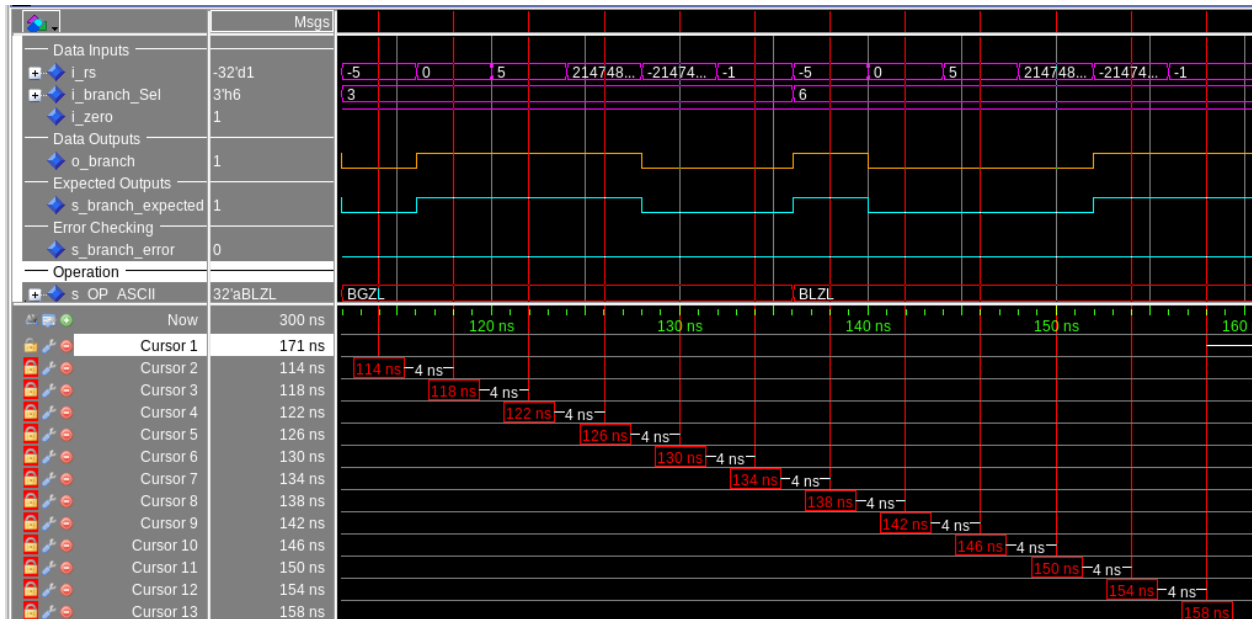 Msgs
Data Inputs
i_rs -32'd1 -5 0 5 214748... -21474... -1 -5 0 5 214748... -21474... -1
i_branch_Sel 3'h6 3 6
i_zero 1
Data Outputs
o_branch 1
Expected Outputs
s_branch_expected 1
Error Checking
s_branch_error 0
Operation
s_OP_ASCII 32'aBLZL BGZL BLZL
Now 300 ns 120 ns 130 ns 140 ns 150 ns 160
Cursor 1 171 ns
Cursor 2 114 ns 114 ns 4 ns
Cursor 3 118 ns 118 ns 4 ns
Cursor 4 122 ns 122 ns 4 ns
Cursor 5 126 ns 126 ns 4 ns
Cursor 6 130 ns 130 ns 4 ns
Cursor 7 134 ns 134 ns 4 ns
Cursor 8 138 ns 138 ns 4 ns
Cursor 9 142 ns 142 ns 4 ns
Cursor 10 146 ns 146 ns 4 ns
Cursor 11 150 ns 150 ns 4 ns
Cursor 12 154 ns 154 ns 4 ns
Cursor 13 158 ns 158 ns